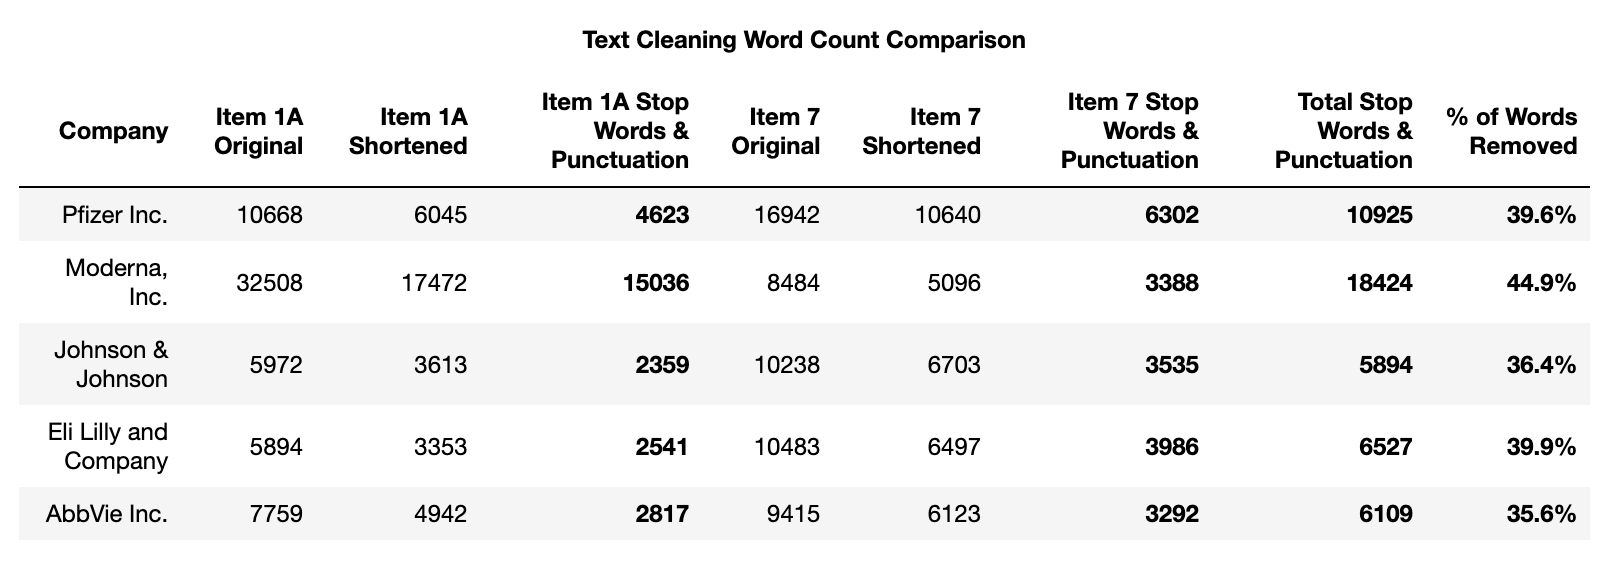 Text Cleaning Word Count Comparison
Company Item 1A Original Item 1A Shortened Item 1A Stop Words & Punctuation Item 7 Original Item 7 Shortened Item 7 Stop Words & Punctuation Total Stop Words & Punctuation % of Words Removed
Pfizer Inc. 10668 6045 4623 16942 10640 6302 10925 39.6%
Moderna, Inc. 32508 17472 15036 8484 5096 3388 18424 44.9%
Johnson & Johnson 5972 3613 2359 10238 6703 3535 5894 36.4%
Eli Lilly and Company 5894 3353 2541 10483 6497 3986 6527 39.9%
AbbVie Inc. 7759 4942 2817 9415 6123 3292 6109 35.6%